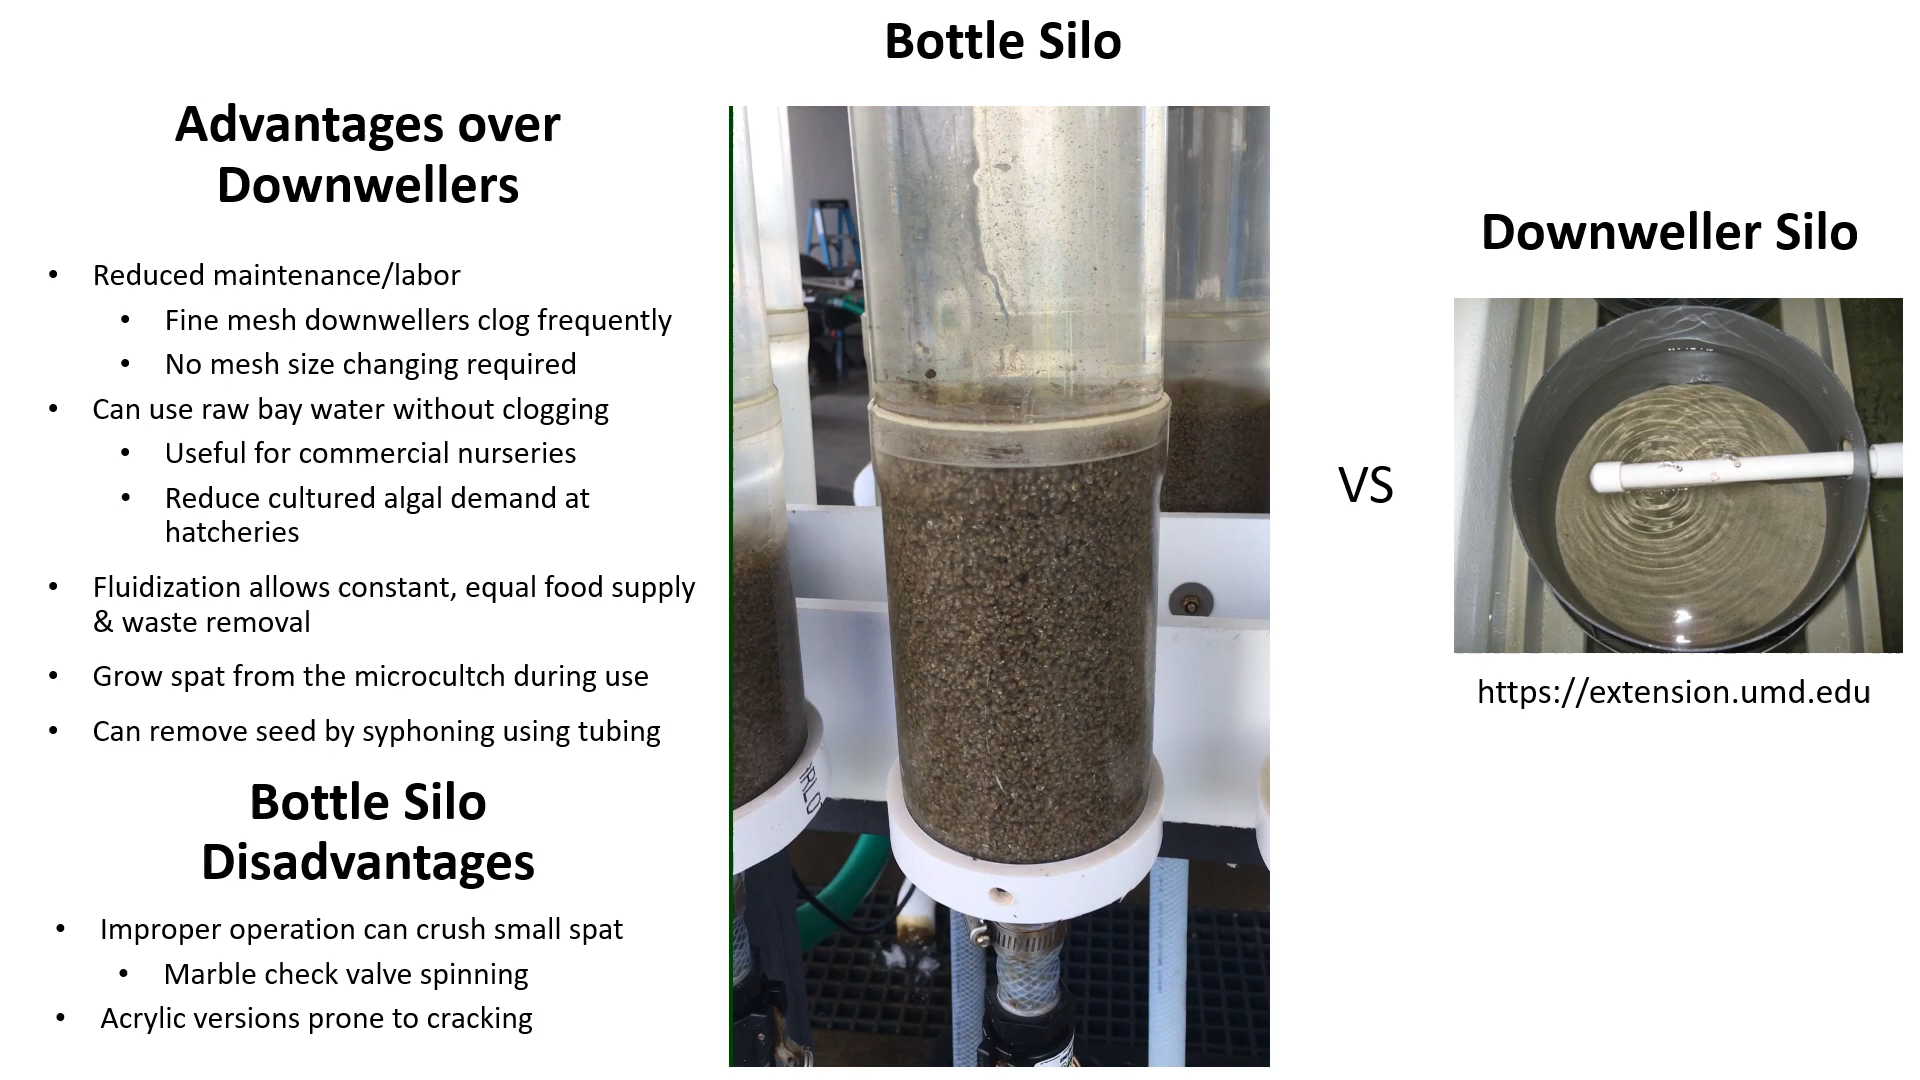 Bottle Silo
Advantages over
Downwellers
• Reduced maintenance/labor
• Fine mesh downwellers clog frequently
• No mesh size changing required
• Can use raw bay water without clogging
• Useful for commercial nurseries
• Reduce cultured algal demand at
hatcheries
• Fluidization allows constant, equal food supply
& waste removal
• Grow spat from the microcultch during use
• Can remove seed by syphoning using tubing
Bottle Silo
Disadvantages
• Improper operation can crush small spat
• Marble check valve spinning
• Acrylic versions prone to cracking
VS
Downweller Silo
https://extension.umd.edu